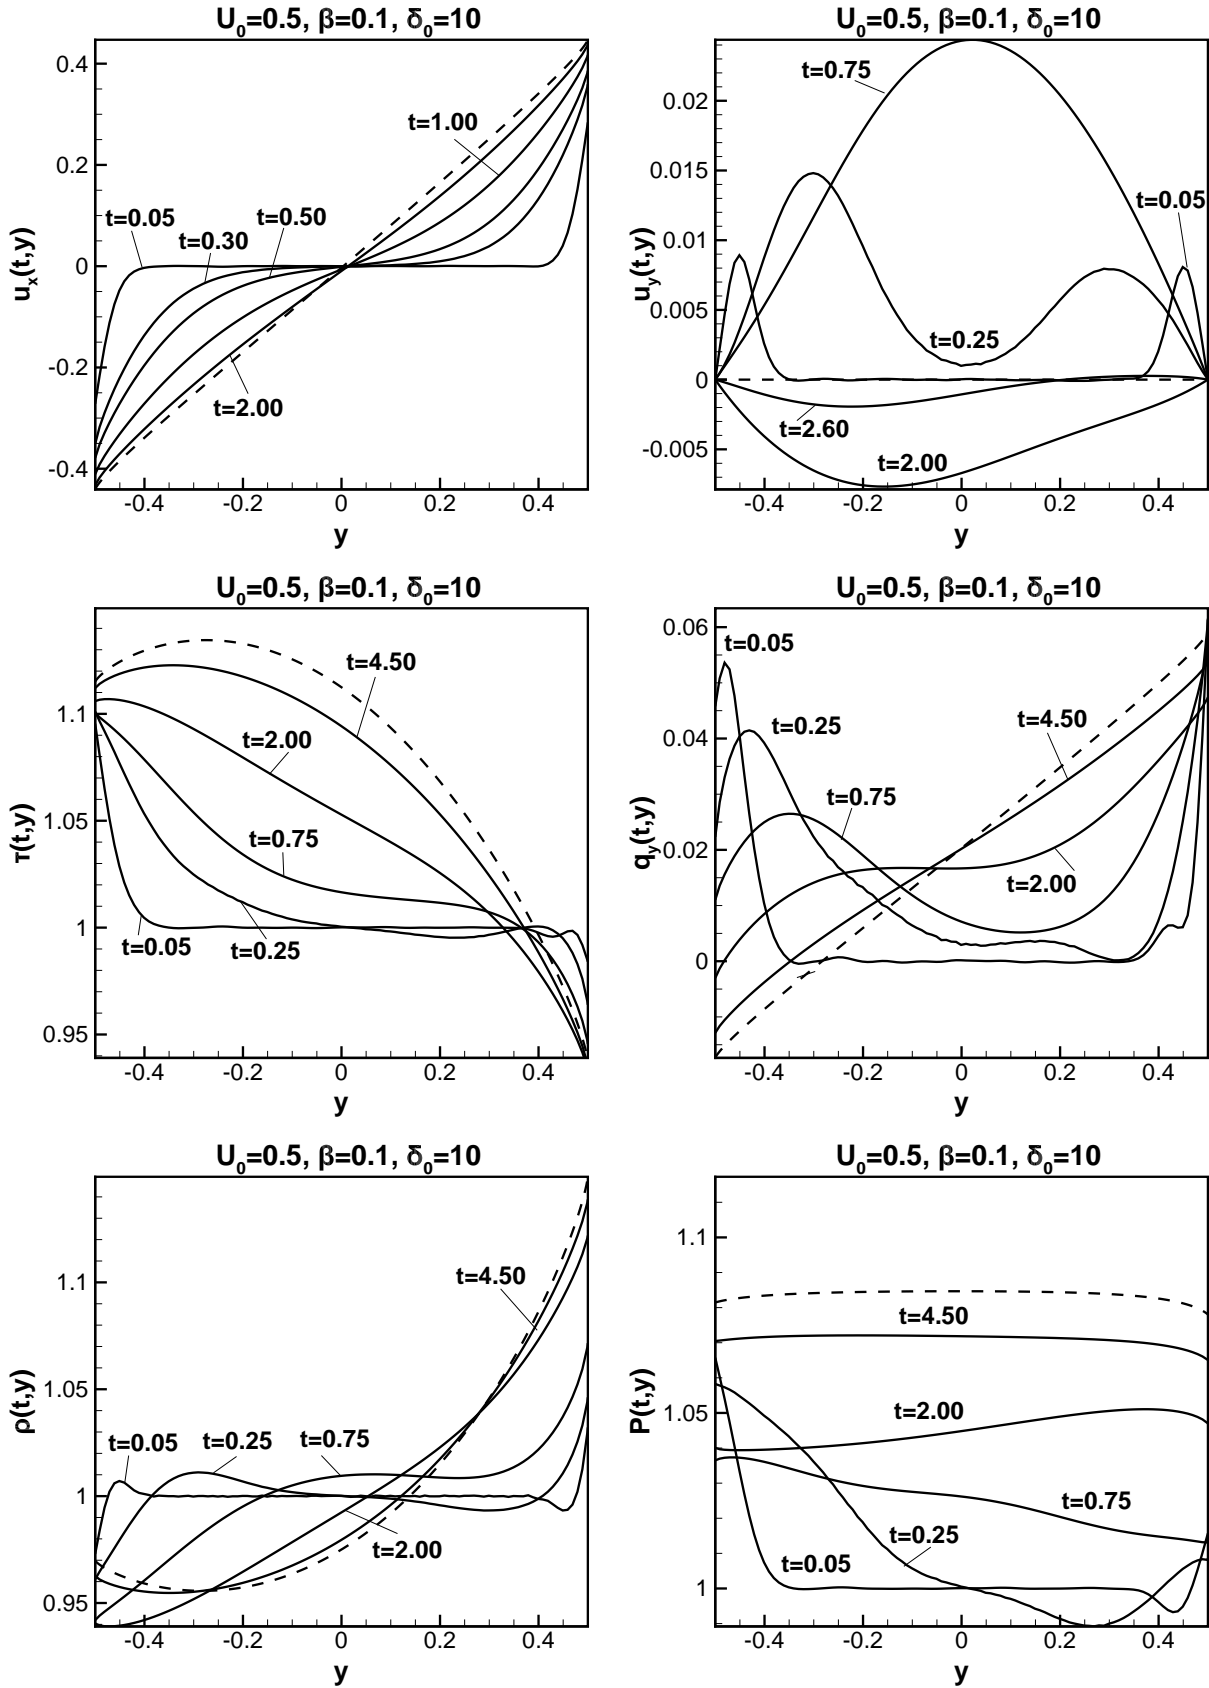 U0=0.5, β=0.1, δ0=10
ux(t,y)
0.4
0.2
0
-0.2
-0.4
t=1.00
t=0.05
t=0.30
t=0.50
t=2.00
-0.4 -0.2 0 0.2 0.4
y
U0=0.5, β=0.1, δ0=10
uy(t,y)
0.02
0.015
0.01
0.005
0
-0.005
t=0.75
t=0.05
t=0.25
t=2.60
t=2.00
-0.4 -0.2 0 0.2 0.4
y
U0=0.5, β=0.1, δ0=10
τ(t,y)
1.1
1.05
1
0.95
t=4.50
t=2.00
t=0.75
t=0.05
t=0.25
-0.4 -0.2 0 0.2 0.4
y
U0=0.5, β=0.1, δ0=10
qy(t,y)
0.06
0.04
0.02
0
t=0.05
t=0.25
t=4.50
t=0.75
t=2.00
-0.4 -0.2 0 0.2 0.4
y
U0=0.5, β=0.1, δ0=10
ρ(t,y)
1.1
1.05
1
0.95
t=4.50
t=0.05
t=0.25
t=0.75
t=2.00
-0.4 -0.2 0 0.2 0.4
y
U0=0.5, β=0.1, δ0=10
P(t,y)
1.1
1.05
1
t=4.50
t=2.00
t=0.75
t=0.25
t=0.05
-0.4 -0.2 0 0.2 0.4
y